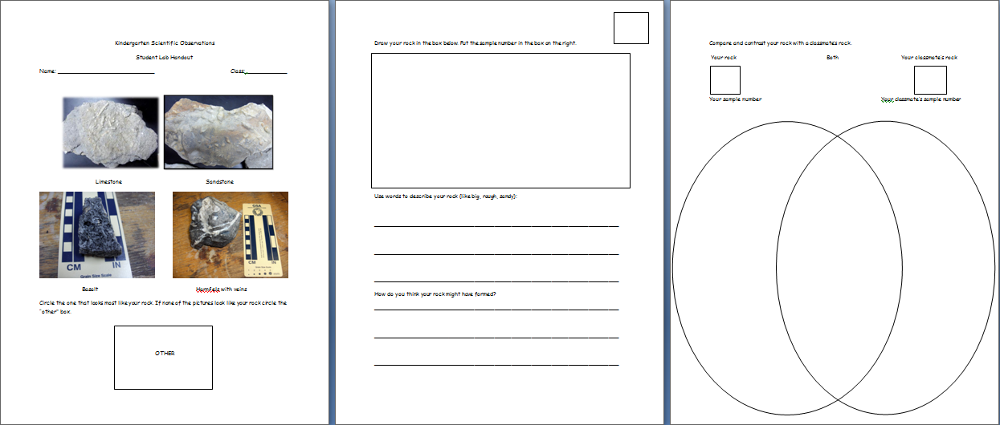 Kindergarten Scientific Observations
Student Lab Handout
Name: Class:
Limestone Sandstone
CM IN
Grain Size Scale
GSA
CM IN
Basalt Hornfels with veins
Circle the one that looks most like your rock. If none of the pictures look like your rock circle the
"other" box.
OTHER
Draw your rock in the box below. Put the sample number in the box on the right.
Use words to describe your rock (like big, rough, sandy):
How do you think your rock might have formed?
Compare and contrast your rock with a classmate's rock.
Your rock Both Your classmate's rock
Your sample number Your classmate's sample number